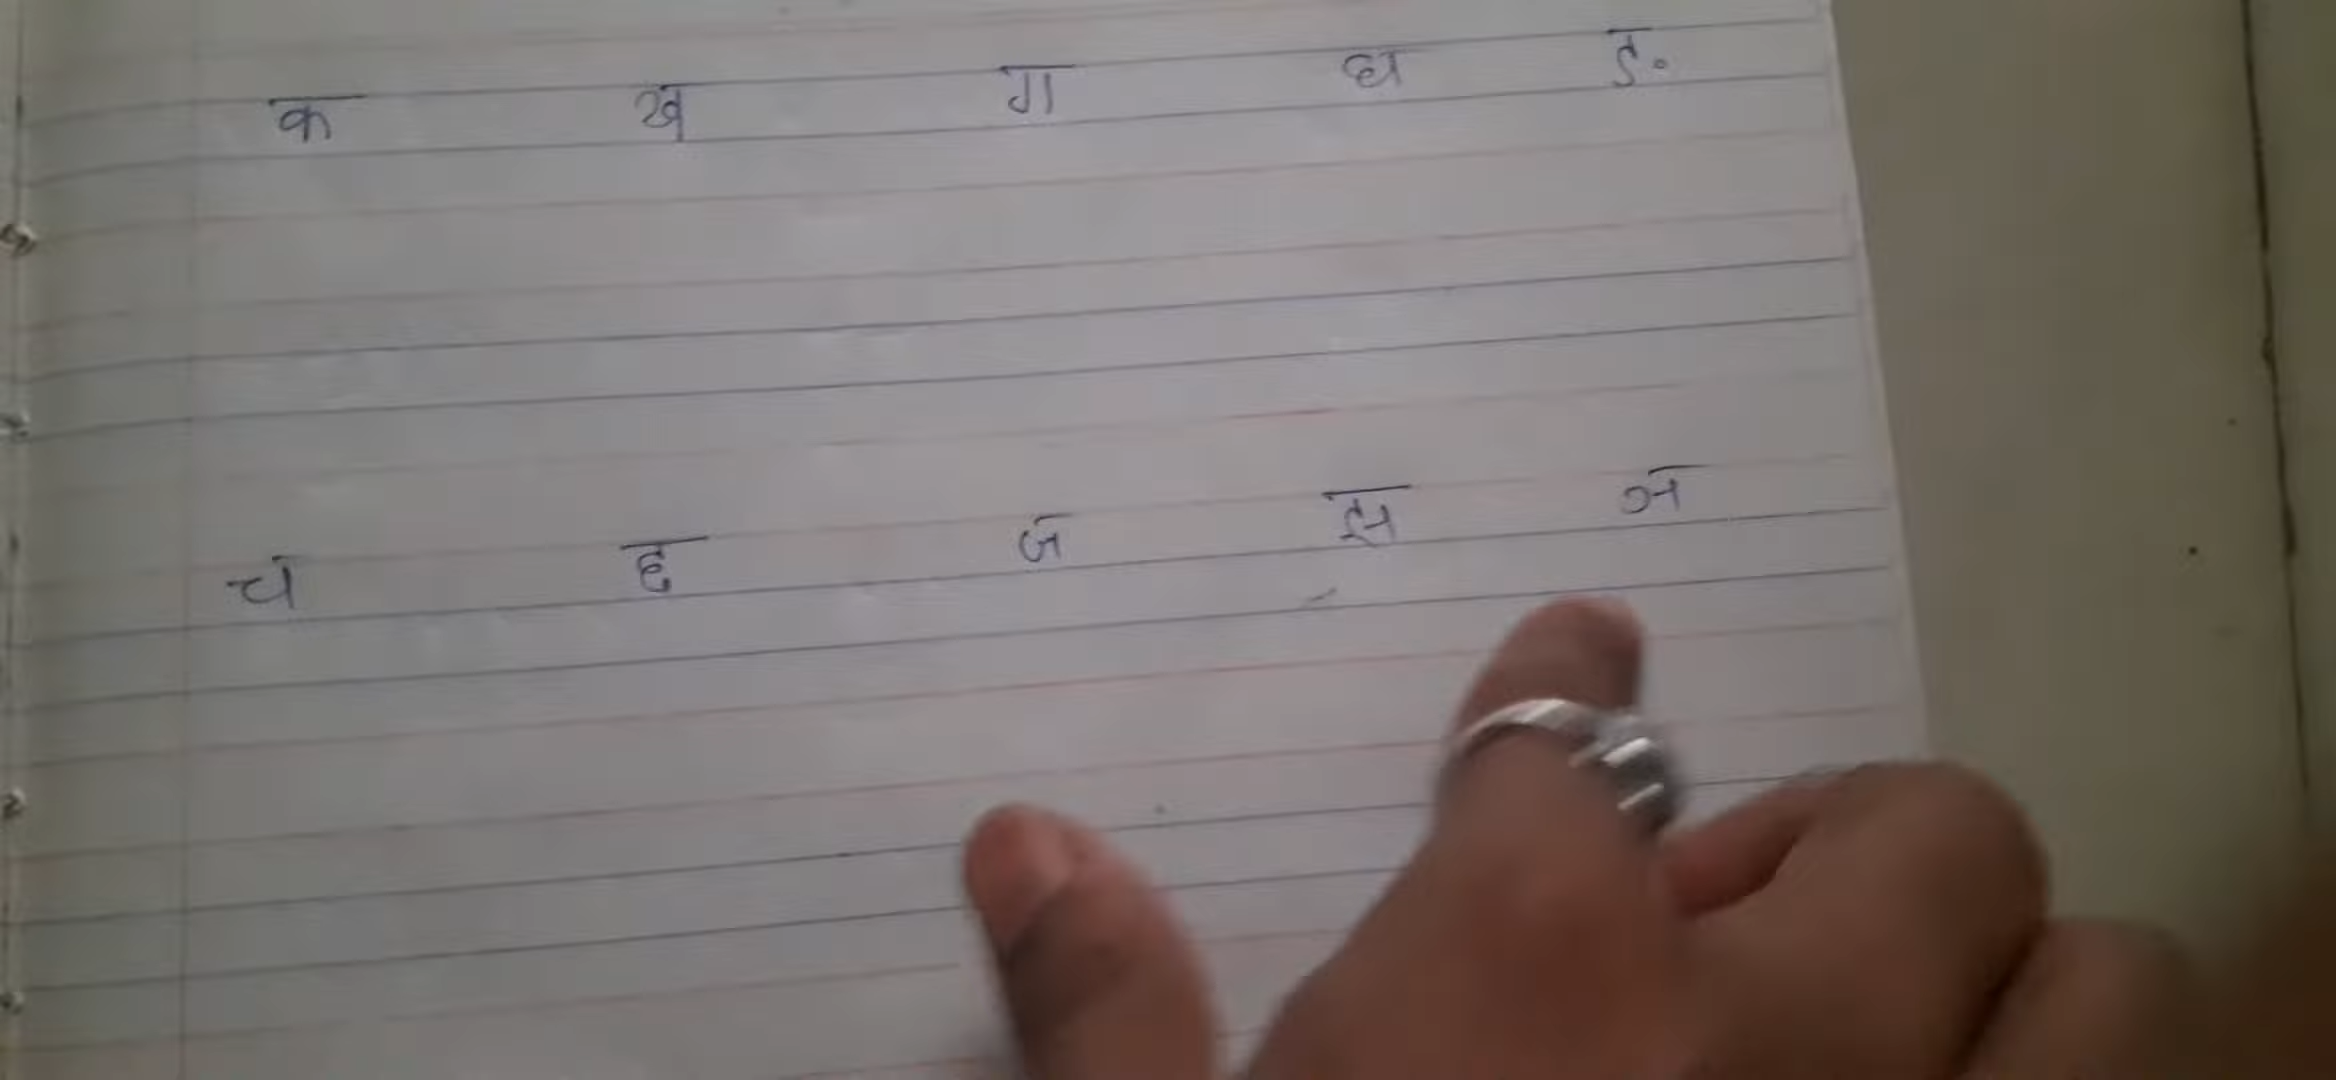 क ख ग घ ङ
च छ ज झ ञ